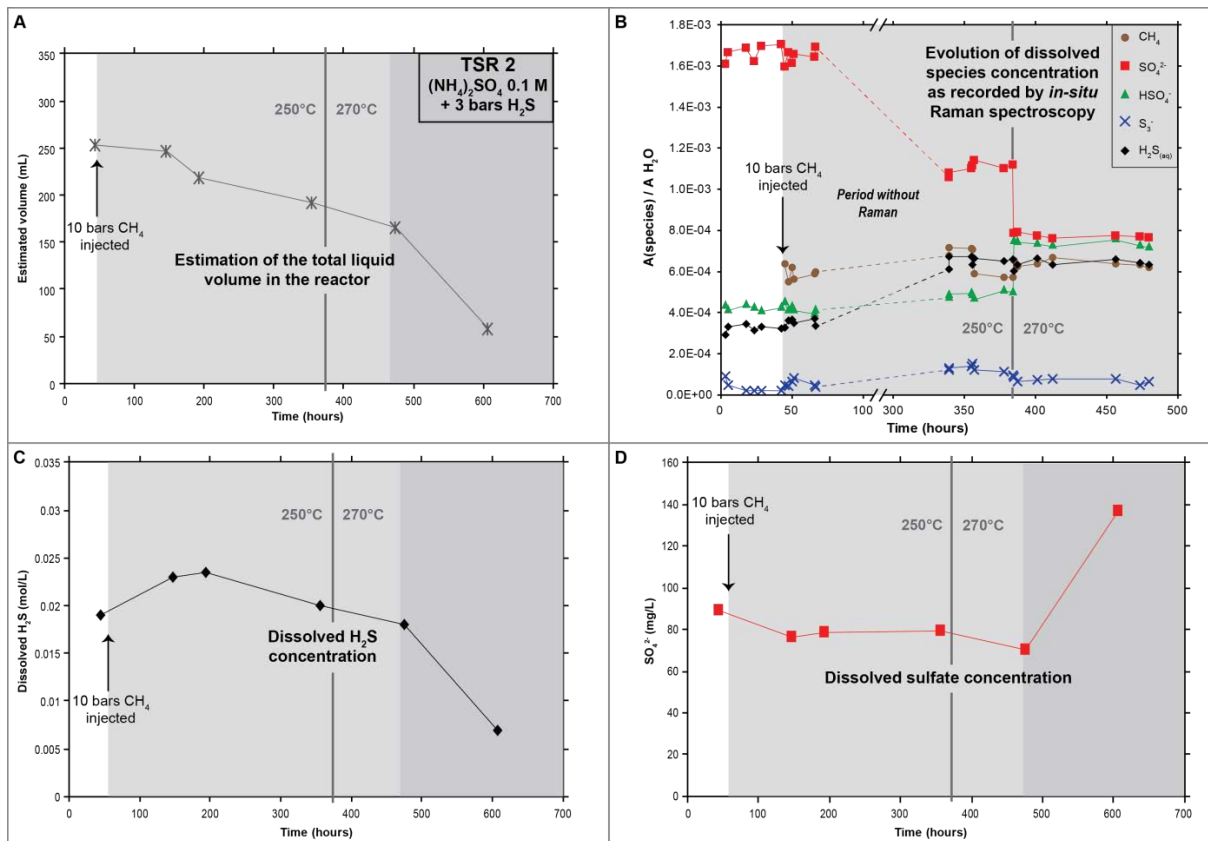 A
TSR 2
(NH₄)₂SO₄ 0.1 M
+ 3 bars H₂S
250°C
270°C
10 bars CH₄
injected
Estimation of the total liquid
volume in the reactor
Estimated volume (mL)
350
300
250
200
150
100
50
0
0 100 200 300 400 500 600 700
Time (hours)
B
Evolution of dissolved
species concentration
as recorded by in-situ
Raman spectroscopy
CH₄
SO₄²⁻
HSO₄⁻
S₃⁻
H₂S(aq)
10 bars CH₄
injected
Period without
Raman
250°C
270°C
A(species) / A H₂O
1.8E-03
1.6E-03
1.4E-03
1.2E-03
1.0E-03
8.0E-04
6.0E-04
4.0E-04
2.0E-04
0.0E+00
0 50 100 300 350 400 450 500
Time (hours)
C
250°C
270°C
Dissolved H₂S
concentration
10 bars CH₄
injected
Dissolved H₂S (mol/L)
0.035
0.03
0.025
0.02
0.015
0.01
0.005
0
0 100 200 300 400 500 600 700
Time (hours)
D
10 bars CH₄
injected
250°C
270°C
Dissolved sulfate concentration
SO₄²⁻ (mg/L)
160
140
120
100
80
60
40
20
0
0 100 200 300 400 500 600 700
Time (hours)